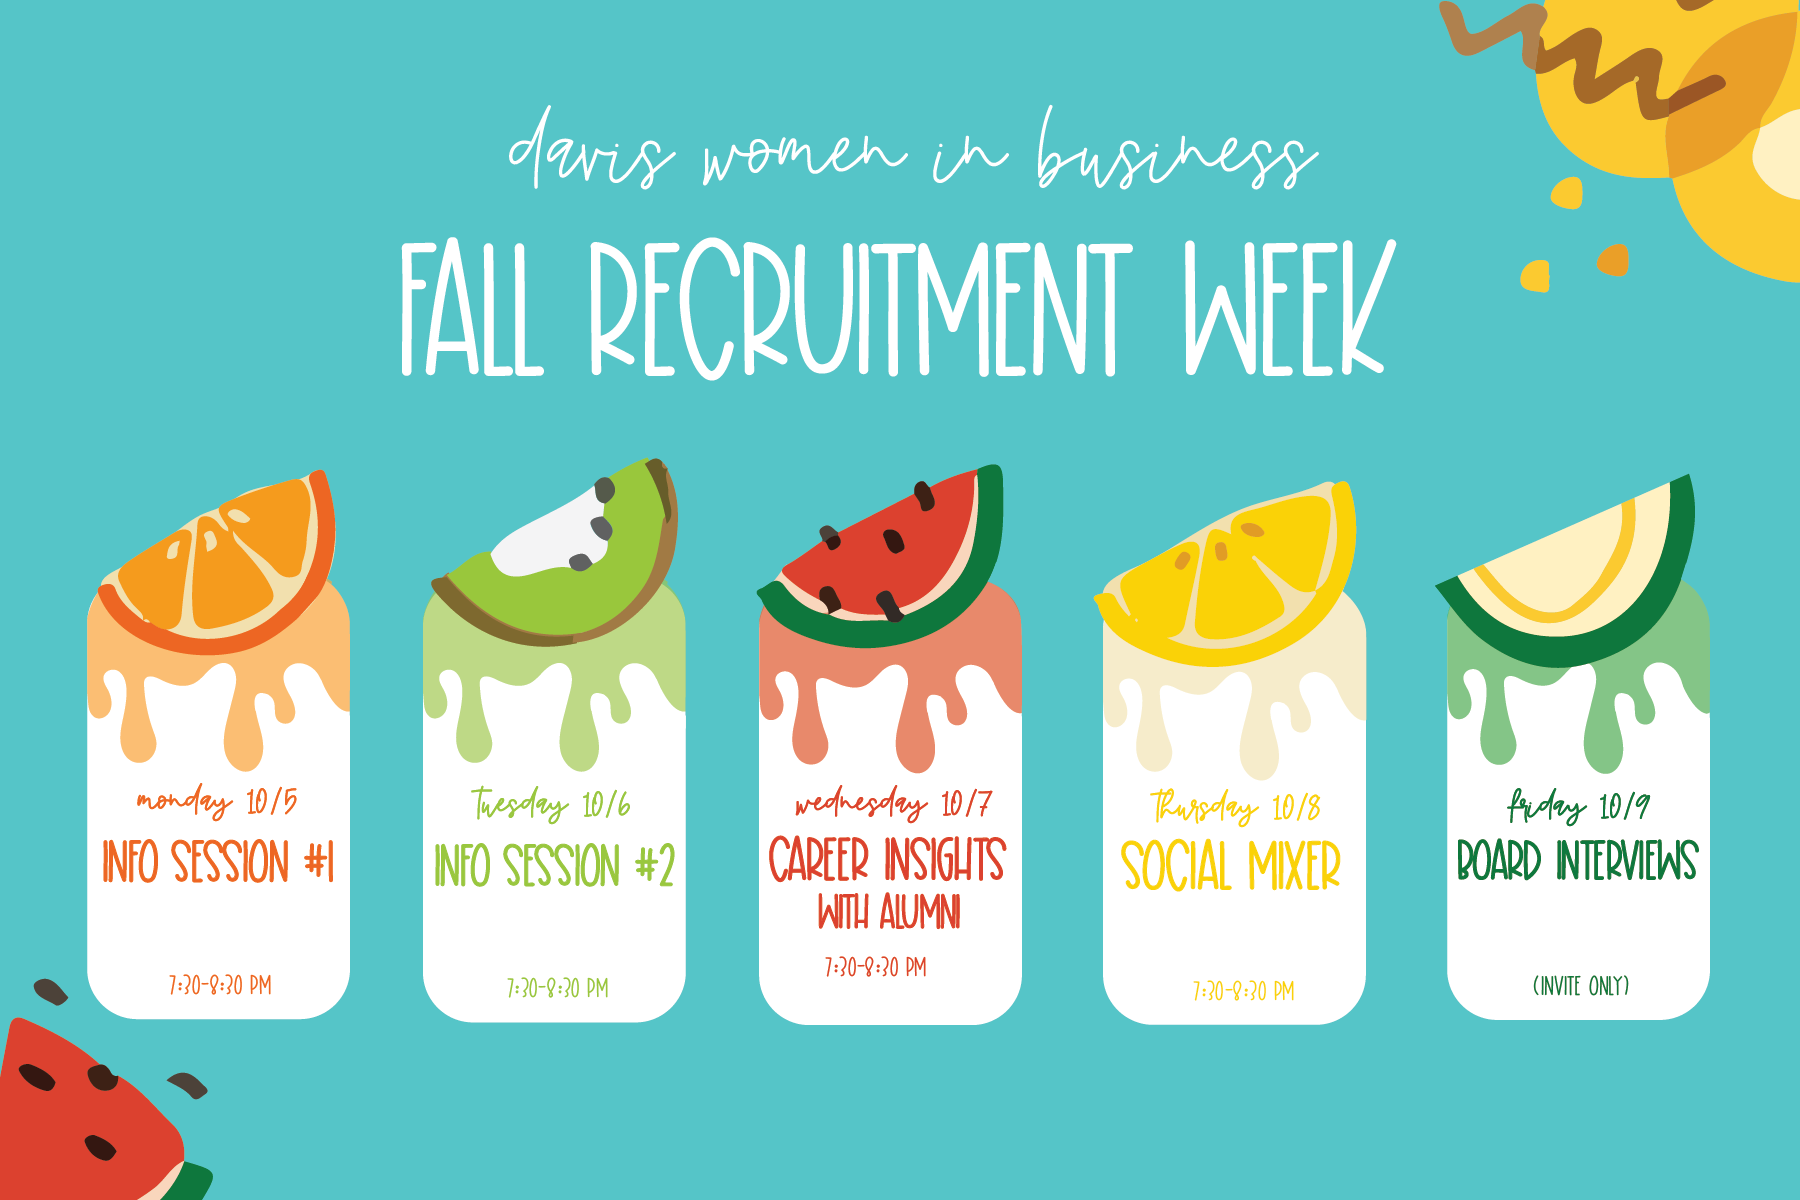 davis women in business
FALL RECRUITMENT WEEK
monday 10/5
INFO SESSION #1
7:30-8:30 PM
Tuesday 10/6
INFO SESSION #2
7:30-8:30 PM
wednesday 10/7
CAREER INSIGHTS
WITH ALUMNI
7:30-8:30 PM
Thursday 10/8
SOCIAL MIXER
7:30-8:30 PM
friday 10/9
BOARD INTERVIEWS
(INVITE ONLY)